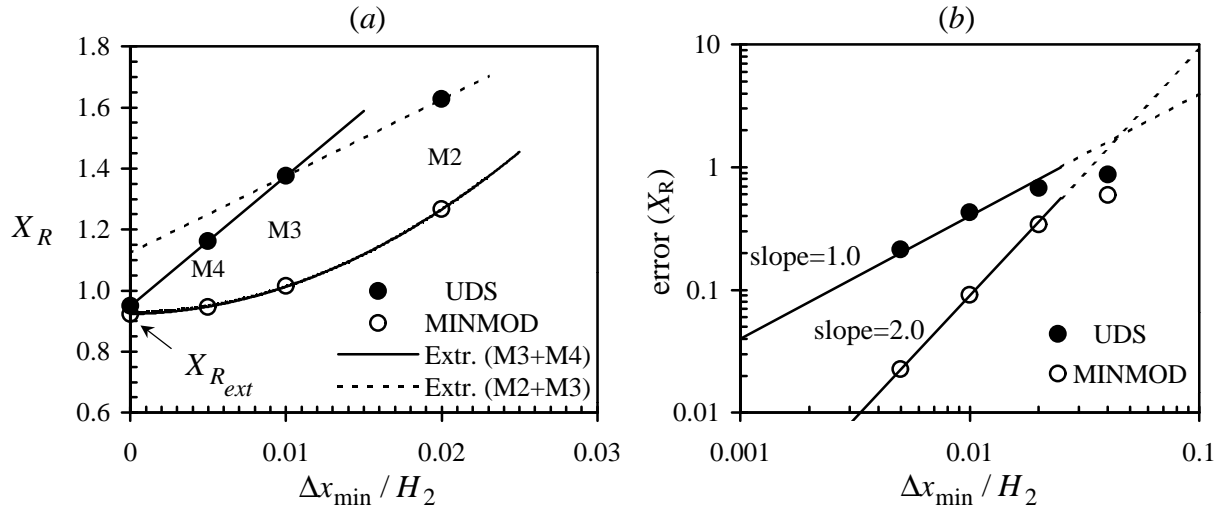 (a)
1.8
1.6
1.4
1.2
1.0
0.8
0.6
X_R
M2
M3
M4
UDS
MINMOD
Extr. (M3+M4)
Extr. (M2+M3)
X_{R_{ext}}
0 0.01 0.02 0.03
Δx_min / H_2
(b)
10
1
0.1
0.01
error (X_R)
slope=1.0
slope=2.0
UDS
MINMOD
0.001 0.01 0.1
Δx_min / H_2